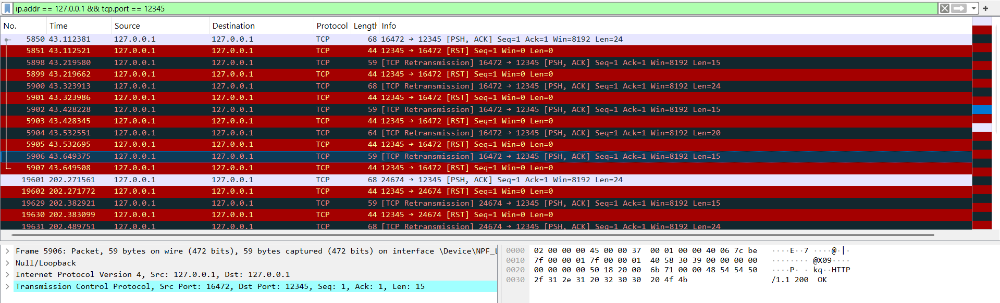 ip.addr == 127.0.0.1 && tcp.port == 12345
No. Time Source Destination Protocol Length Info
5850 43.112381 127.0.0.1 127.0.0.1 TCP 68 16472 → 12345 [PSH, ACK] Seq=1 Ack=1 Win=8192 Len=24
5851 43.112521 127.0.0.1 127.0.0.1 TCP 44 12345 → 16472 [RST] Seq=1 Win=0 Len=0
5898 43.219580 127.0.0.1 127.0.0.1 TCP 59 [TCP Retransmission] 16472 → 12345 [PSH, ACK] Seq=1 Ack=1 Win=8192 Len=15
5899 43.219662 127.0.0.1 127.0.0.1 TCP 44 12345 → 16472 [RST] Seq=1 Win=0 Len=0
5900 43.323913 127.0.0.1 127.0.0.1 TCP 68 [TCP Retransmission] 16472 → 12345 [PSH, ACK] Seq=1 Ack=1 Win=8192 Len=24
5901 43.323986 127.0.0.1 127.0.0.1 TCP 44 12345 → 16472 [RST] Seq=1 Win=0 Len=0
5902 43.428228 127.0.0.1 127.0.0.1 TCP 59 [TCP Retransmission] 16472 → 12345 [PSH, ACK] Seq=1 Ack=1 Win=8192 Len=15
5903 43.428345 127.0.0.1 127.0.0.1 TCP 44 12345 → 16472 [RST] Seq=1 Win=0 Len=0
5904 43.532551 127.0.0.1 127.0.0.1 TCP 64 [TCP Retransmission] 16472 → 12345 [PSH, ACK] Seq=1 Ack=1 Win=8192 Len=20
5905 43.532695 127.0.0.1 127.0.0.1 TCP 44 12345 → 16472 [RST] Seq=1 Win=0 Len=0
5906 43.649375 127.0.0.1 127.0.0.1 TCP 59 [TCP Retransmission] 16472 → 12345 [PSH, ACK] Seq=1 Ack=1 Win=8192 Len=15
5907 43.649508 127.0.0.1 127.0.0.1 TCP 44 12345 → 16472 [RST] Seq=1 Win=0 Len=0
19601 202.271561 127.0.0.1 127.0.0.1 TCP 68 24674 → 12345 [PSH, ACK] Seq=1 Ack=1 Win=8192 Len=24
19602 202.271772 127.0.0.1 127.0.0.1 TCP 44 12345 → 24674 [RST] Seq=1 Win=0 Len=0
19629 202.382921 127.0.0.1 127.0.0.1 TCP 59 [TCP Retransmission] 24674 → 12345 [PSH, ACK] Seq=1 Ack=1 Win=8192 Len=15
19630 202.383099 127.0.0.1 127.0.0.1 TCP 44 12345 → 24674 [RST] Seq=1 Win=0 Len=0
19631 202.489751 127.0.0.1 127.0.0.1 TCP 68 [TCP Retransmission] 24674 → 12345 [PSH, ACK] Seq=1 Ack=1 Win=8192 Len=24
Frame 5906: Packet, 59 bytes on wire (472 bits), 59 bytes captured (472 bits) on interface \Device\NPF_L
Null/Loopback
Internet Protocol Version 4, Src: 127.0.0.1, Dst: 127.0.0.1
Transmission Control Protocol, Src Port: 16472, Dst Port: 12345, Seq: 1, Ack: 1, Len: 15
0000 02 00 00 00 45 00 00 37 00 01 00 00 40 06 7c be ····E··7 ····@·|·
0010 7f 00 00 01 7f 00 00 01 40 58 30 39 00 00 00 00 ········ @X09····
0020 00 00 00 00 50 18 20 00 6b 71 00 00 48 54 54 50 ····P· · kq··HTTP
0030 2f 31 2e 31 20 32 30 30 20 4f 4b /1.1 200 OK